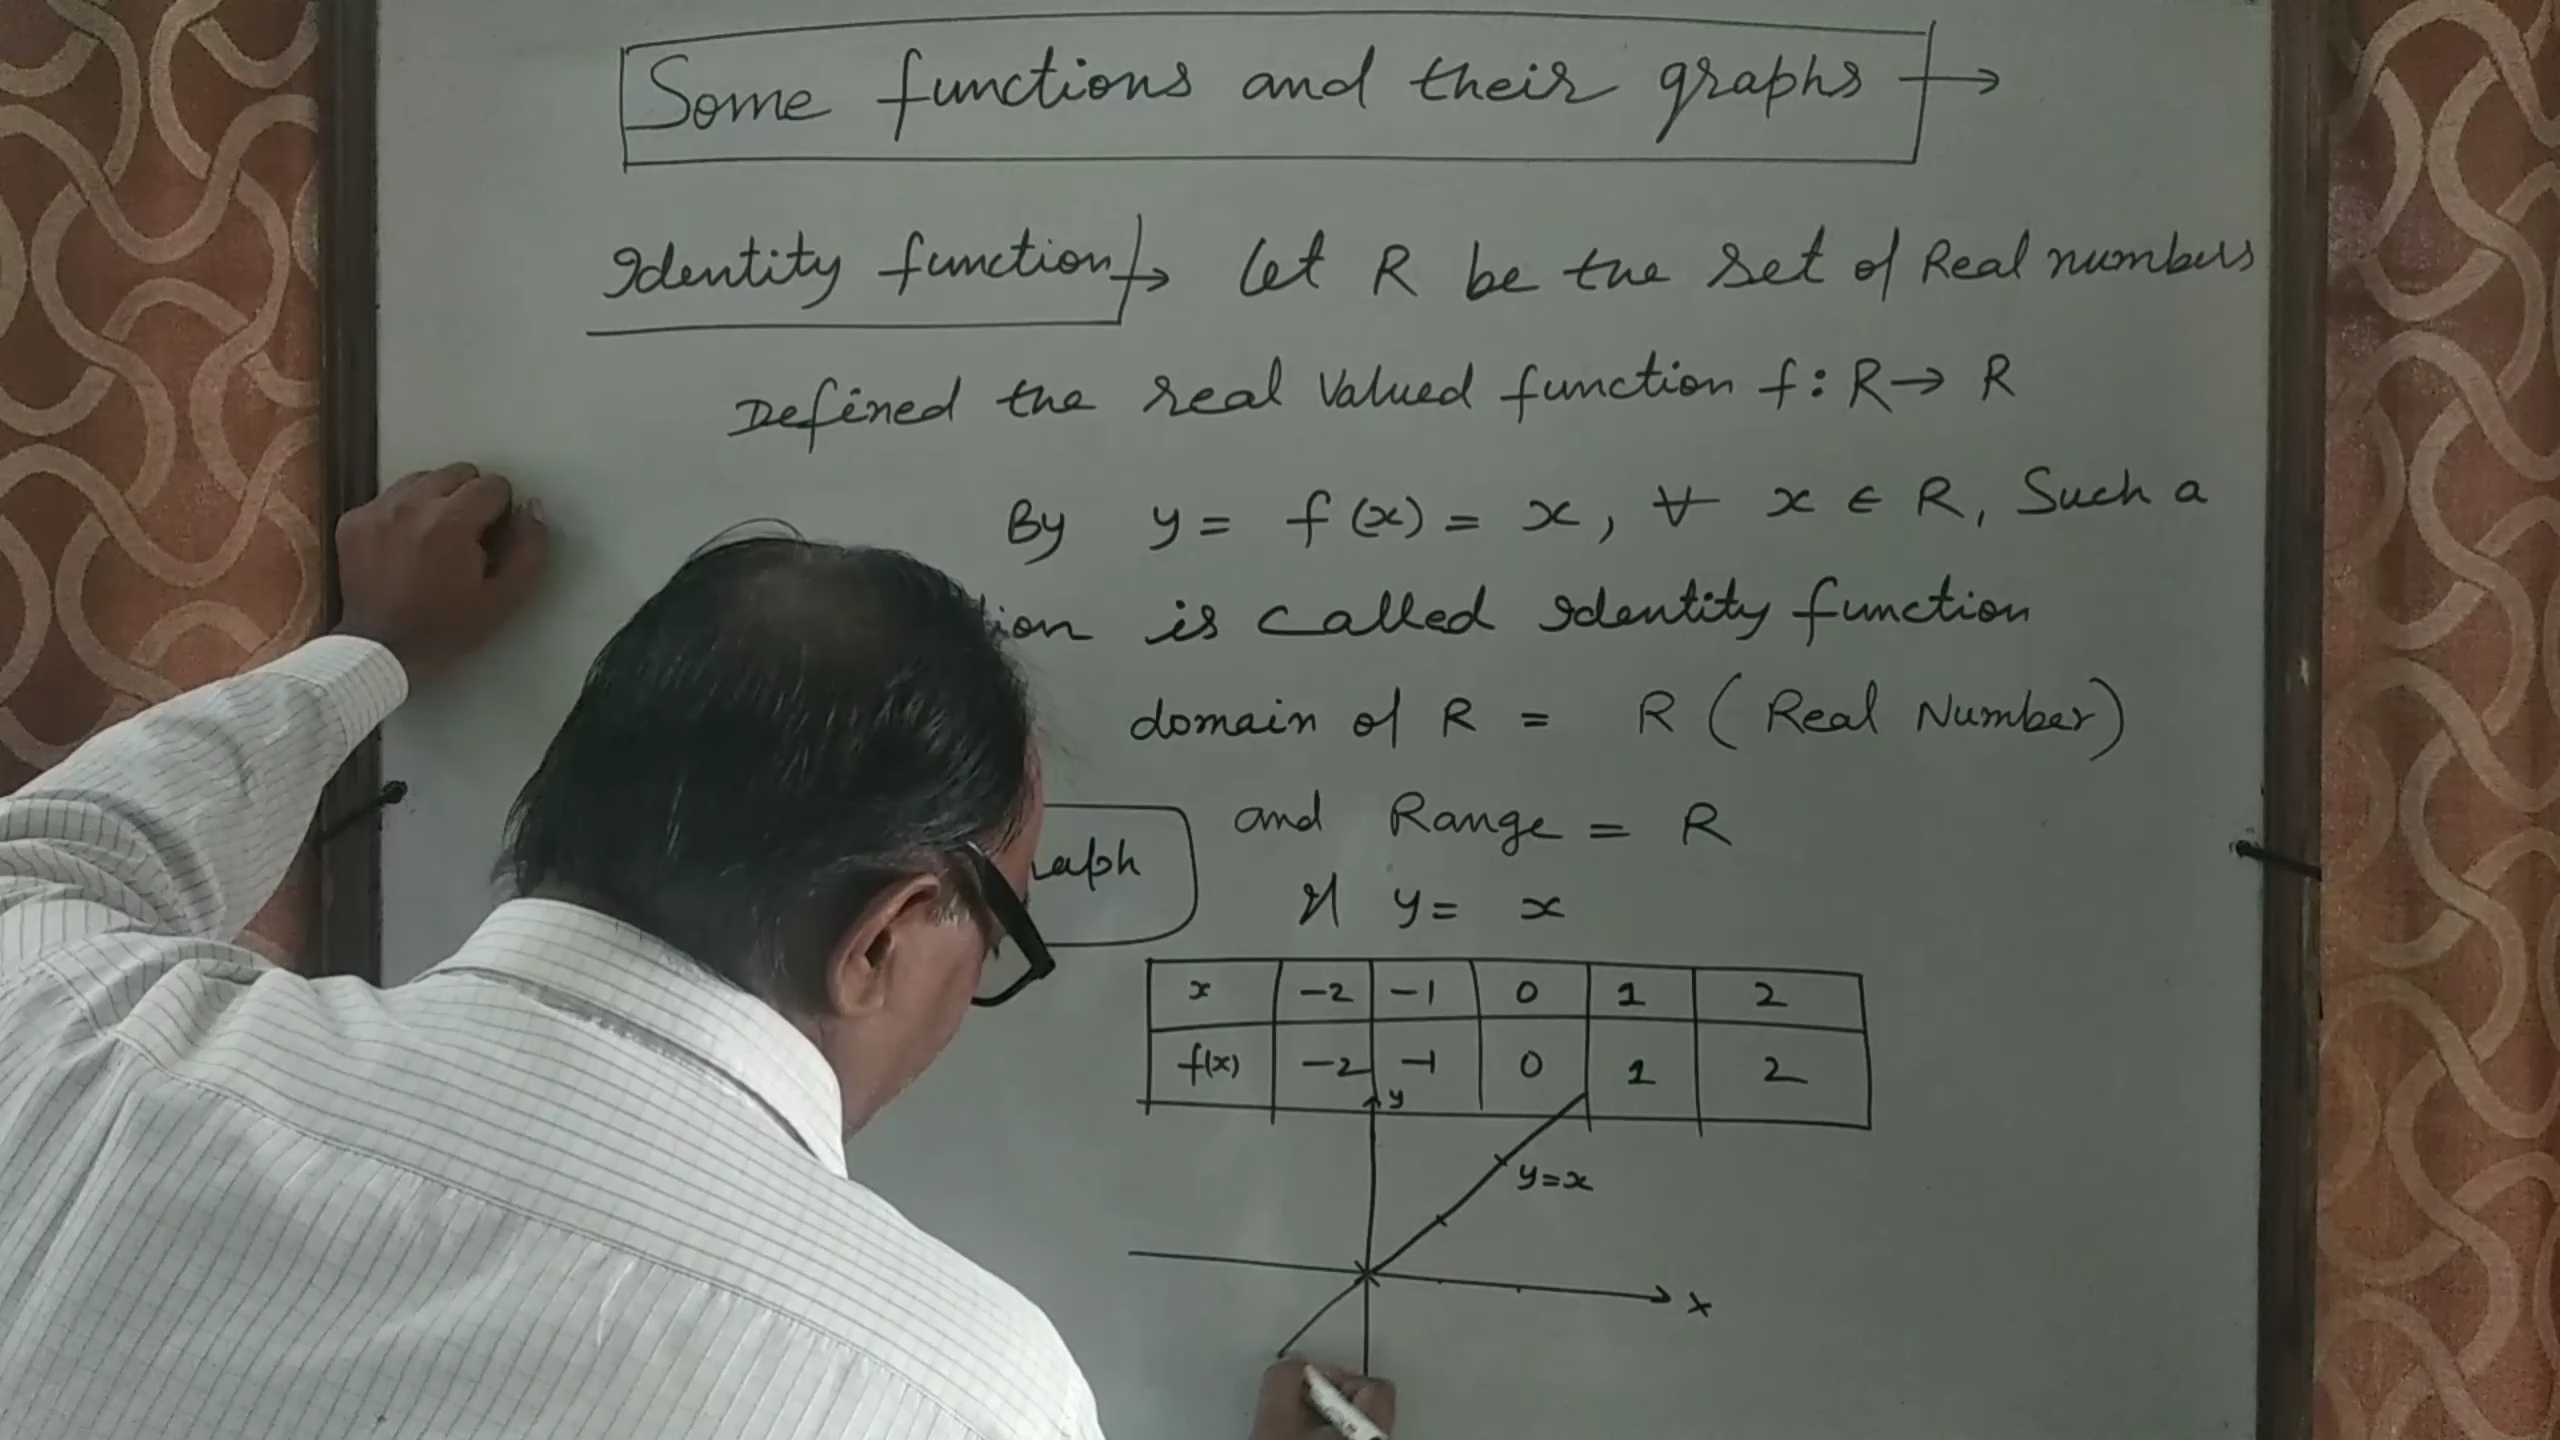 Some functions and their graphs →
Identity function → Let R be the set of Real numbers
Defined the real valued function f: R → R
By y = f(x) = x, ∀ x ∈ R, Such a
is called Identity function
domain of R = R (Real Number)
and Range = R
If y = x
x -2 -1 0 1 2
f(x) -2 -1 0 1 2
y
y=x
x